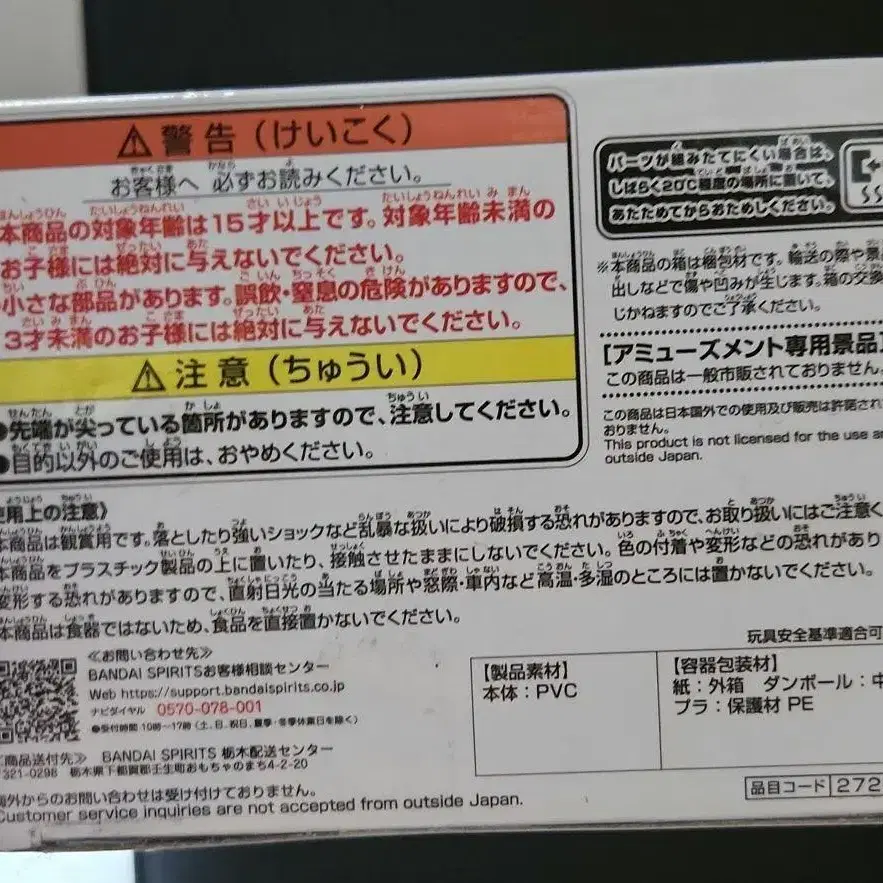 ⚠警告（けいこく）
お客様へ 必ずお読みください。
本商品の対象年齢は15才以上です。対象年齢未満の
お子様には絶対に与えないでください。
小さな部品があります。誤飲・窒息の危険がありますので、
3才未満のお子様には絶対に与えないでください。
⚠注意（ちゅうい）
●先端が尖っている箇所がありますので、注意してください。
●目的以外のご使用は、おやめください。
パーツが組みたてにくい場合は、
しばらく20℃程度の場所に置いて、
あたためてからおためしください。
※本商品の箱は梱包材です。輸送の際や景
出しなどで傷や凹みが生じます。箱の交換
じかねますのでご了承ください。
【アミューズメント専用景品】
この商品は一般市販されておりません。
この商品は日本国外での使用及び販売は許諾され
おりません。
This product is not licensed for the use an
outside Japan.
使用上の注意〉
本商品は観賞用です。落としたり強いショックなど乱暴な扱いにより破損する恐れがありますので、お取り扱いにはご注意く
本商品をプラスチック製品の上に置いたり、接触させたままにしないでください。色の付着や変形などの恐れがあり
変形する恐れがありますので、直射日光の当たる場所や窓際・車内など高温・多湿のところには置かないでください。
本商品は食器ではないため、食品を直接置かないでください。
玩具安全基準適合可
≪お問い合わせ先≫
BANDAI SPIRITSお客様相談センター
Web https://support.bandaispirits.co.jp
ナビダイヤル 0570-078-001
●受付時間 10時～17時（土、日、祝日、夏季・冬季休業日を除く）
商品送付先≫ BANDAI SPIRITS 栃木配送センター
321-0298 栃木県下都賀郡壬生町おもちゃのまち4-2-20
海外からのお問い合わせは受け付けておりません。
Customer service inquiries are not accepted from outside Japan.
【製品素材】
本体：PVC
【容器包装材】
紙：外箱 ダンボール：中
プラ：保護材 PE
品目コード 272